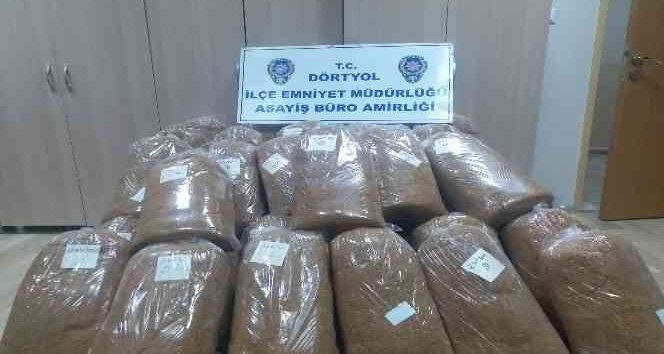 T.C.
DÖRTYOL
İLÇE EMNİYET MÜDÜRLÜĞÜ
ASAYİŞ BÜRO AMİRLİĞİ